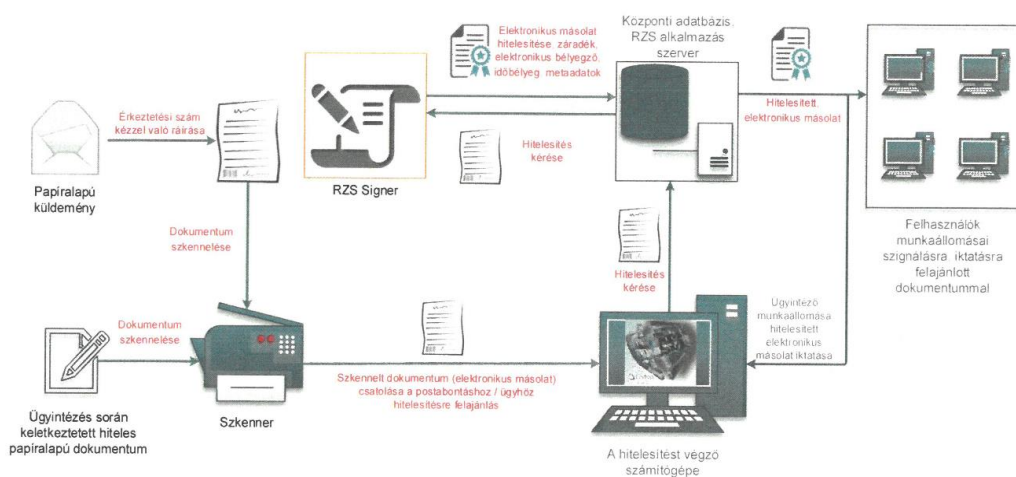 Elektronikus másolat
hitelesítése, záradék,
elektronikus bélyegző,
időbélyeg, metaadatok
Központi adatbázis,
RZS alkalmazás
szerver
Érkeztetési szám
kézzel való ráírása
Hitelesített,
elektronikus másolat
Hitelesítés
kérése
Papíralapú
küldemény
RZS Signer
Dokumentum
szkennelése
Hitelesítés
kérése
Felhasználók
munkaállomásai
szignálásra, iktatásra
felajánlott
dokumentummal
Dokumentum
szkennelése
Ügyintéző
munkaállomása
hitelesített
elektronikus
másolat iktatása
Szkennelt dokumentum (elektronikus másolat)
csatolása a postabontáshoz / ügyhöz
hitelesítésre felajánlás
Ügyintézés során
keletkeztetett hiteles
papíralapú dokumentum
Szkenner
A hitelesítést végző
számítógépe